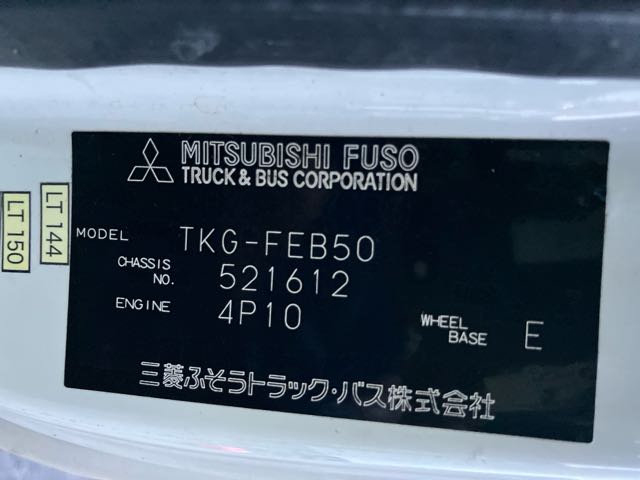 MITSUBISHI FUSO
TRUCK & BUS CORPORATION
MODEL TKG-FEB50
CHASSIS NO. 521612
ENGINE 4P10
WHEEL BASE E
三菱ふそうトラック・バス株式会社
LT 144
LT 150